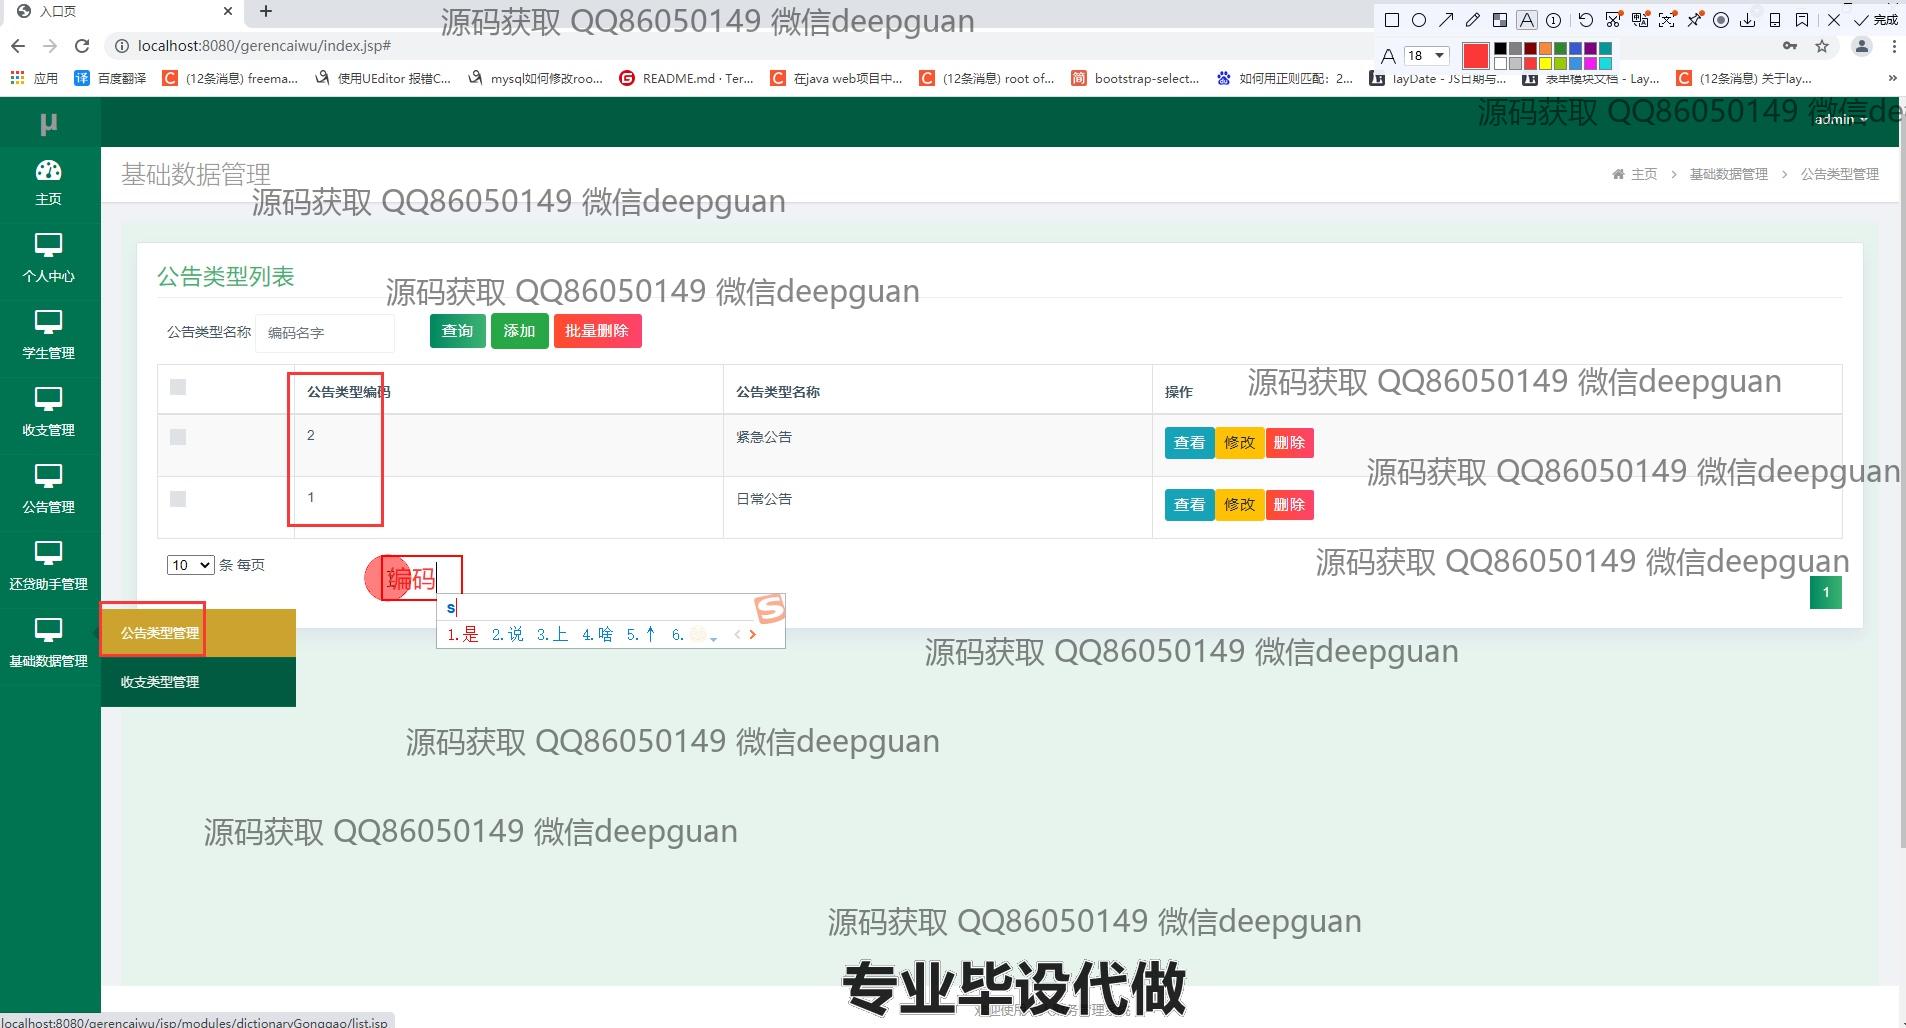 入口页
源码获取 QQ86050149 微信deepguan
完成
localhost:8080/gerencaiwu/index.jsp#
18
应用
百度翻译
(12条消息) freema...
使用UEditor 报错C...
mysql如何修改roo...
README.md · Ter...
在java web项目中...
(12条消息) root of...
bootstrap-select...
如何用正则匹配：2...
layDate - JS日期与...
表单模块文档 - Lay...
(12条消息) 关于lay...
μ
源码获取 QQ86050149 微信dee
admin
主页
基础数据管理
主页 > 基础数据管理 > 公告类型管理
源码获取 QQ86050149 微信deepguan
个人中心
公告类型列表
源码获取 QQ86050149 微信deepguan
学生管理
公告类型名称 编码名字 查询 添加 批量删除
公告类型编码 公告类型名称 操作
源码获取 QQ86050149 微信deepguan
收支管理
2 紧急公告 查看 修改 删除
源码获取 QQ86050149 微信deepguan
1 日常公告 查看 修改 删除
公告管理
10 条 每页
源码获取 QQ86050149 微信deepguan
编码
还贷助手管理
1
s
1.是 2.说 3.上 4.啥 5.↑ 6.
公告类型管理
基础数据管理
源码获取 QQ86050149 微信deepguan
收支类型管理
源码获取 QQ86050149 微信deepguan
源码获取 QQ86050149 微信deepguan
源码获取 QQ86050149 微信deepguan
专业毕设代做
localhost:8080/gerencaiwu/jsp/modules/dictionaryGonggao/list.jsp